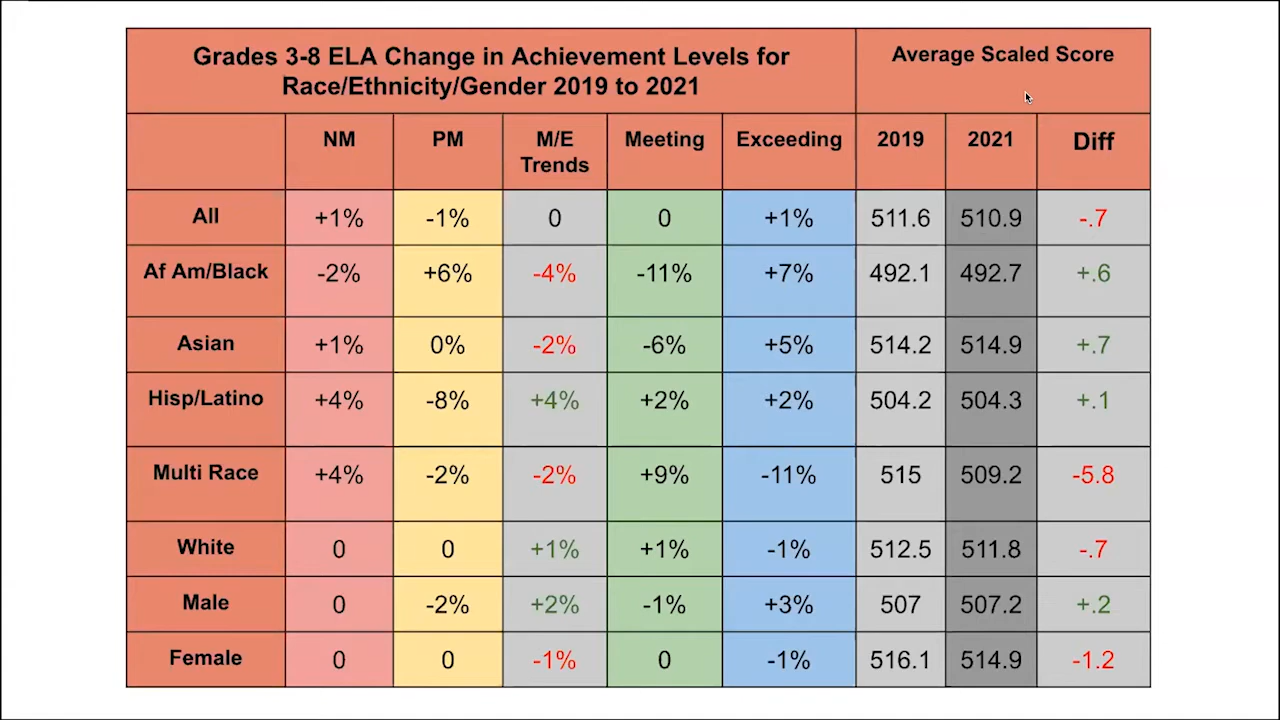 Grades 3-8 ELA Change in Achievement Levels for
Race/Ethnicity/Gender 2019 to 2021
Average Scaled Score
NM PM M/E Trends Meeting Exceeding 2019 2021 Diff
All +1% -1% 0 0 +1% 511.6 510.9 -.7
Af Am/Black -2% +6% -4% -11% +7% 492.1 492.7 +.6
Asian +1% 0% -2% -6% +5% 514.2 514.9 +.7
Hisp/Latino +4% -8% +4% +2% +2% 504.2 504.3 +.1
Multi Race +4% -2% -2% +9% -11% 515 509.2 -5.8
White 0 0 +1% +1% -1% 512.5 511.8 -.7
Male 0 -2% +2% -1% +3% 507 507.2 +.2
Female 0 0 -1% 0 -1% 516.1 514.9 -1.2